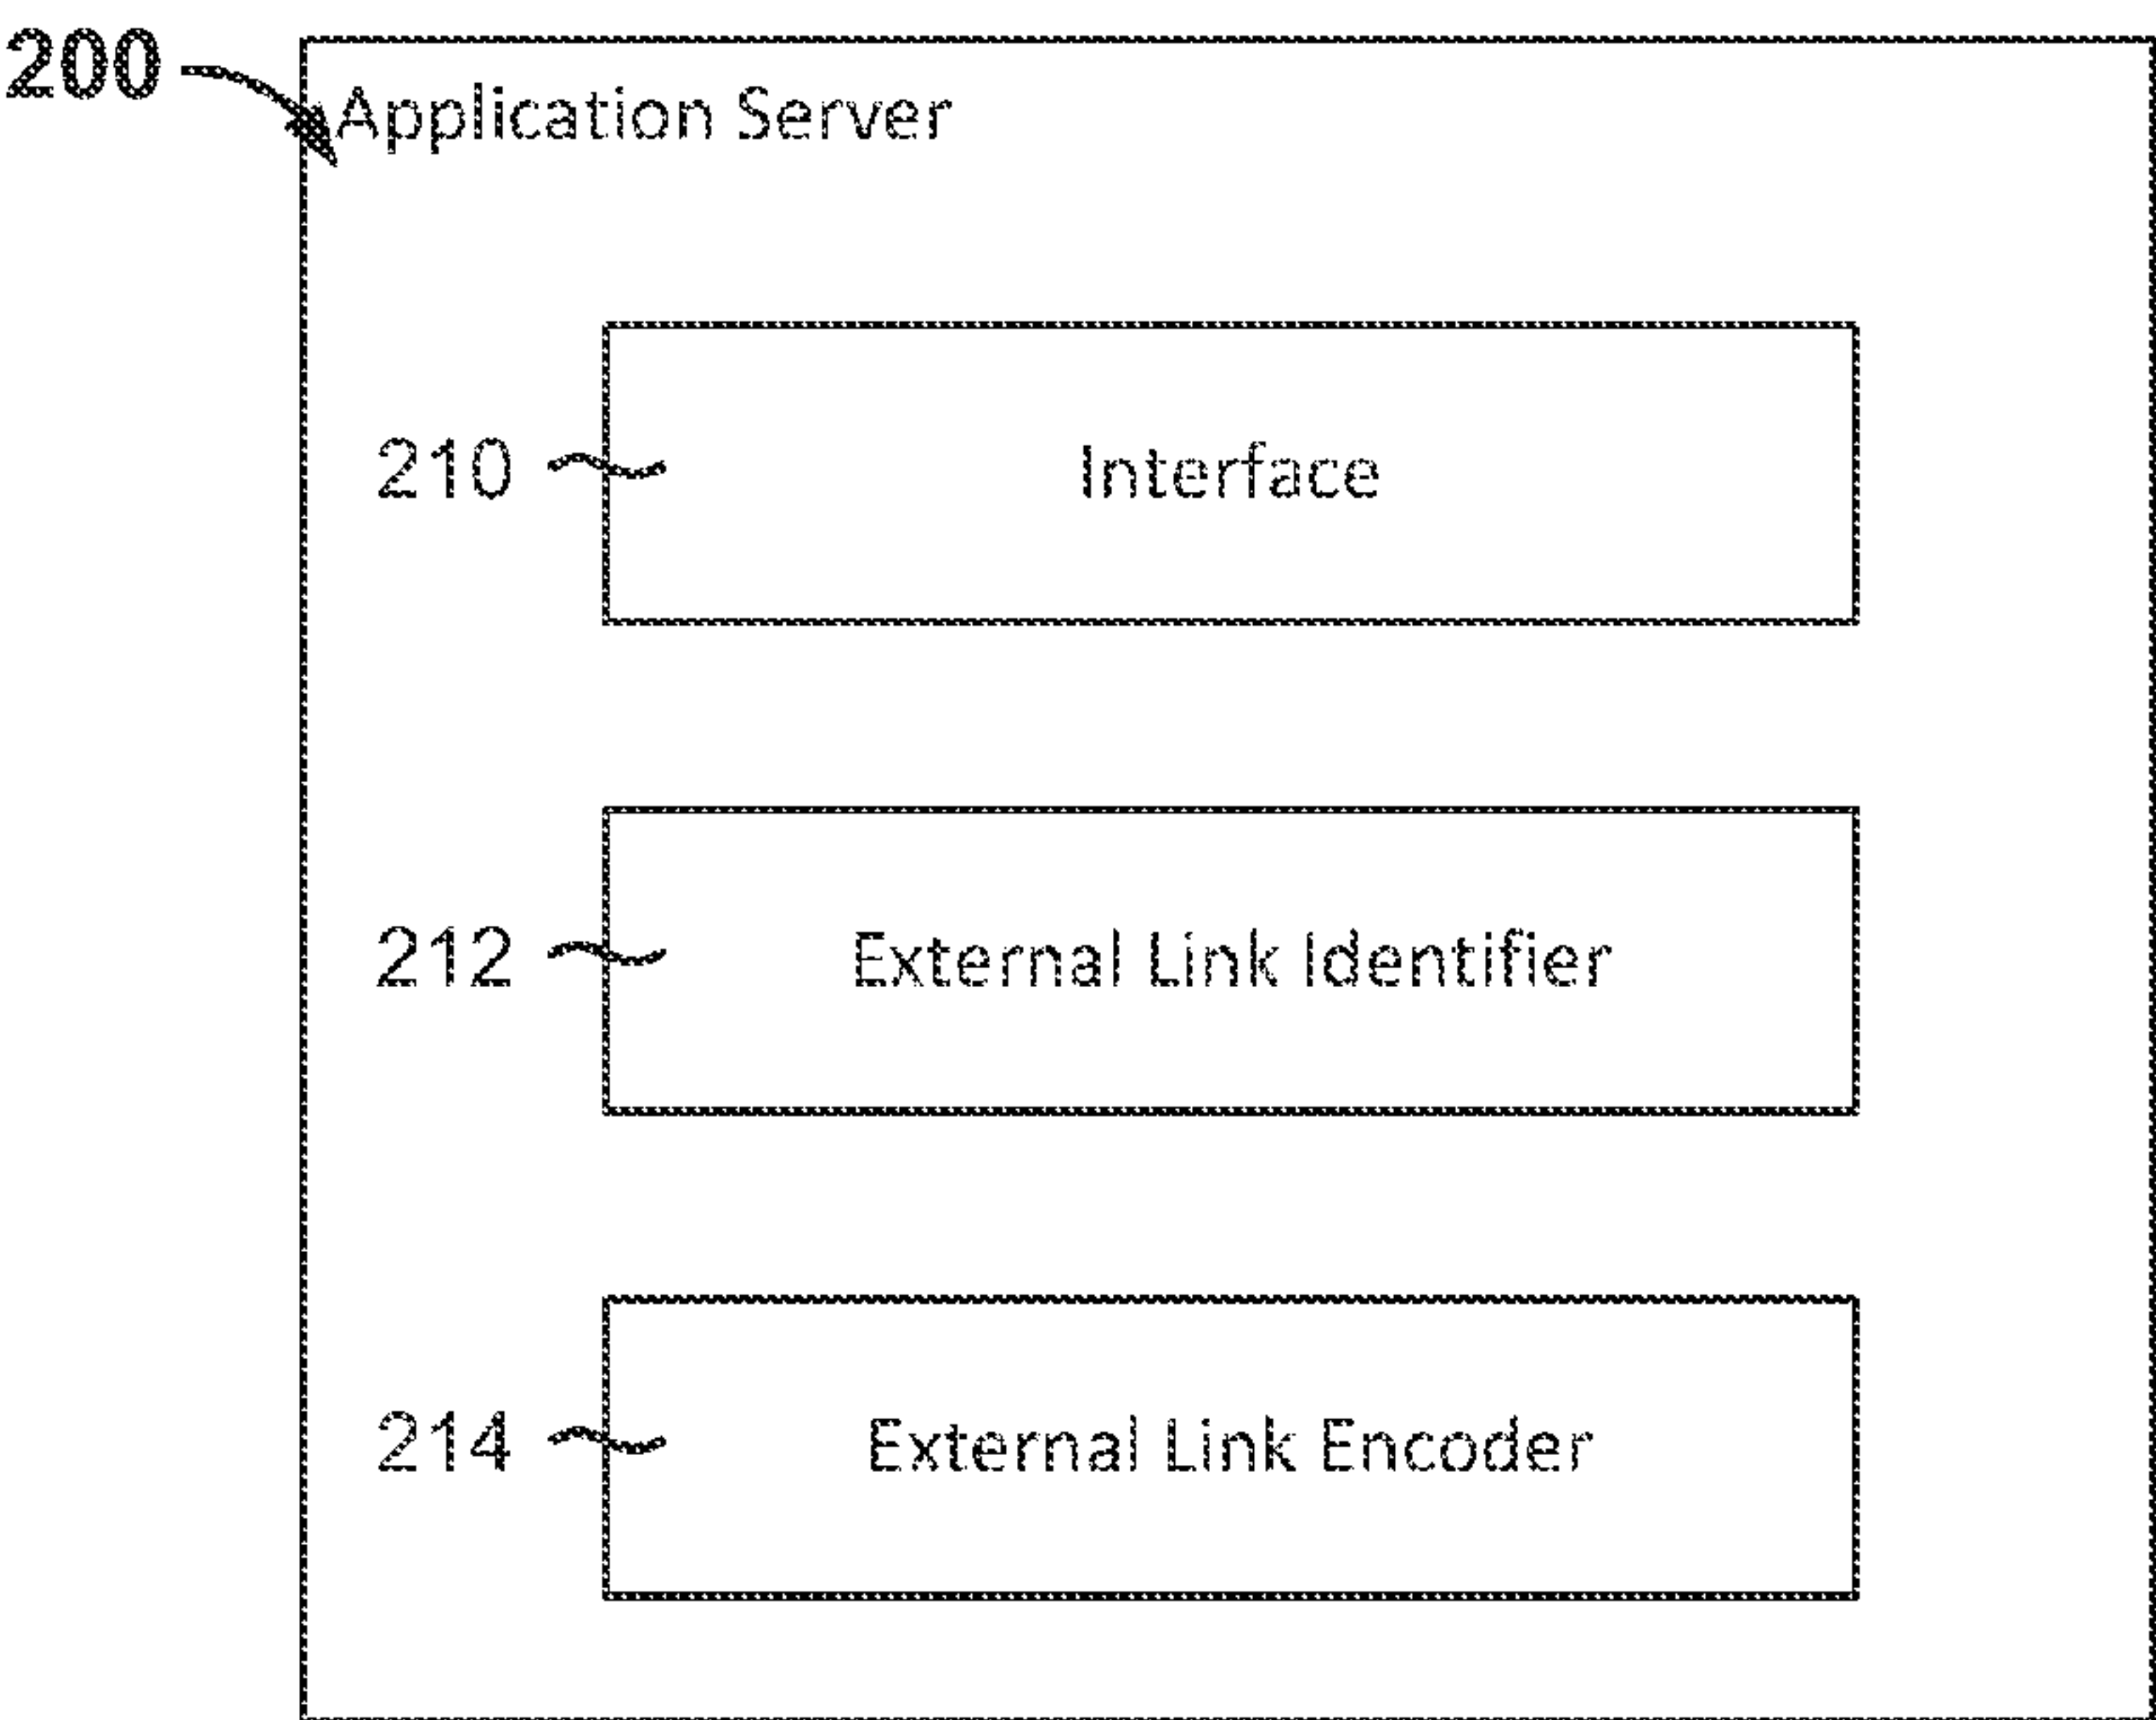 200
Application Server
210 Interface
212 External Link Identifier
214 External Link Encoder